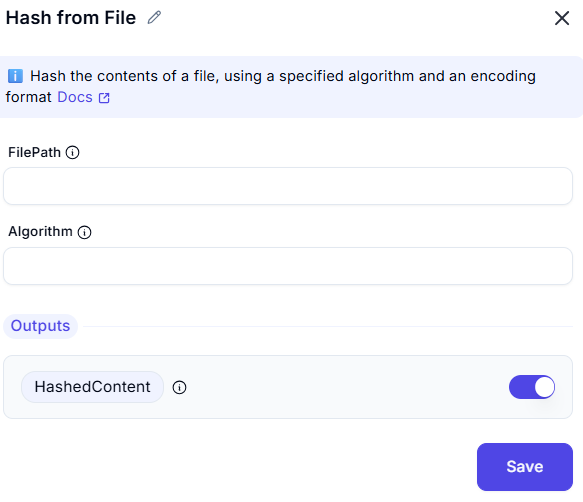 Hash from File
Hash the contents of a file, using a specified algorithm and an encoding
format Docs
FilePath
Algorithm
Outputs
HashedContent
Save